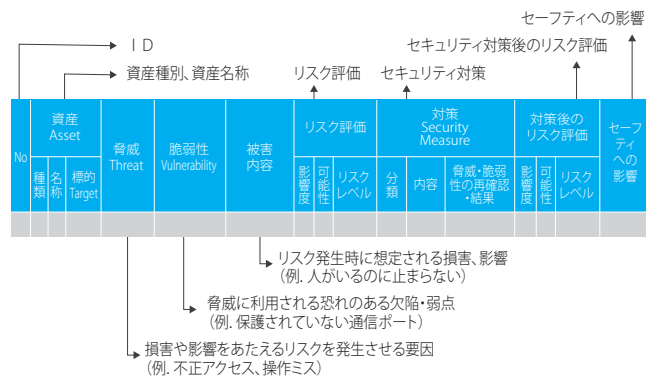 セーフティへの影響
ID
セキュリティ対策後のリスク評価
資産種別、資産名称
リスク評価
セキュリティ対策
No
資産
Asset
種類
名称
標的
Target
脅威
Threat
脆弱性
Vulnerability
被害
内容
リスク評価
影響度
可能性
リスク
レベル
対策
Security
Measure
分類
内容
脅威・脆弱
性の再確認
・結果
対策後の
リスク評価
影響度
可能性
リスク
レベル
セーフ
ティ
への
影響
リスク発生時に想定される損害、影響
(例. 人がいるのに止まらない)
脅威に利用される恐れのある欠陥・弱点
(例. 保護されていない通信ポート)
損害や影響をあたえるリスクを発生させる要因
(例. 不正アクセス、操作ミス)